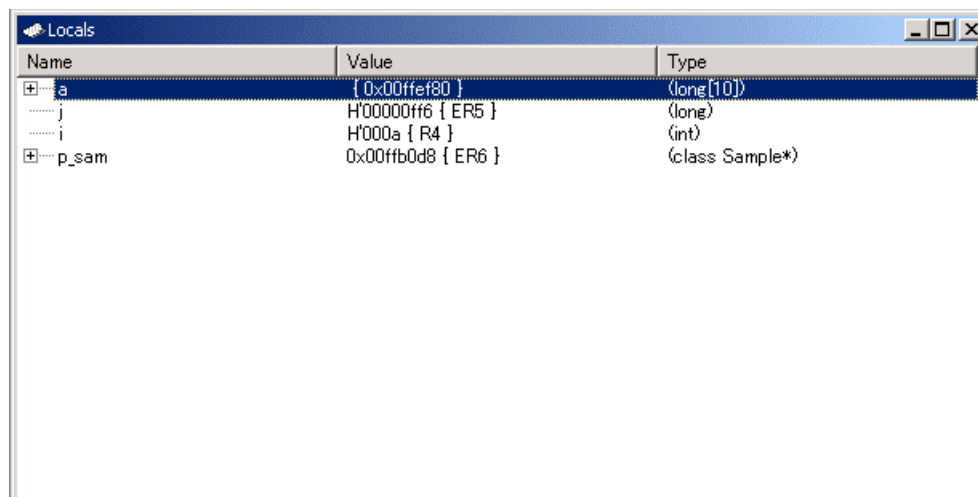 Locals
Name Value Type
a { 0x00ffef80 } (long[10])
j H'00000ff6 { ER5 } (long)
i H'000a { R4 } (int)
p_sam 0x00ffb0d8 { ER6 } (class Sample*)